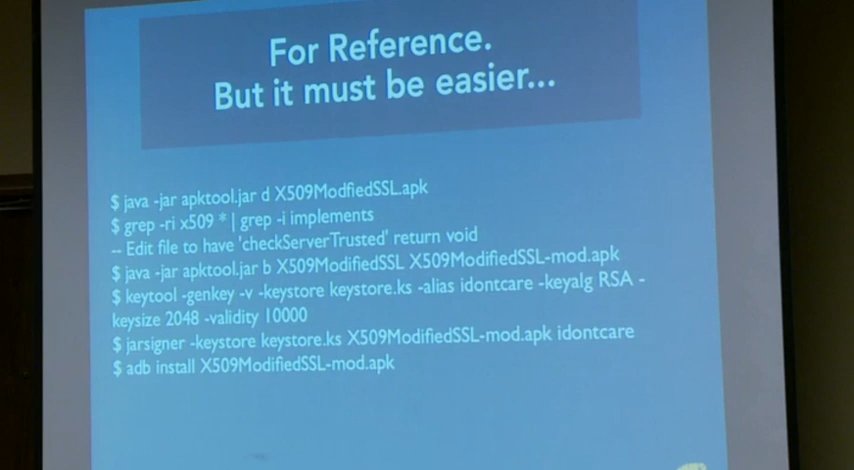 For Reference.
But it must be easier...
$ java -jar apktool.jar d X509ModfiedSSL.apk
$ grep -ri x509 * | grep -i implements
-- Edit file to have 'checkServerTrusted' return void
$ java -jar apktool.jar b X509ModifiedSSL X509ModifiedSSL-mod.apk
$ keytool -genkey -v -keystore keystore.ks -alias idontcare -keyalg RSA -
keysize 2048 -validity 10000
$ jarsigner -keystore keystore.ks X509ModifiedSSL-mod.apk idontcare
$ adb install X509ModifiedSSL-mod.apk